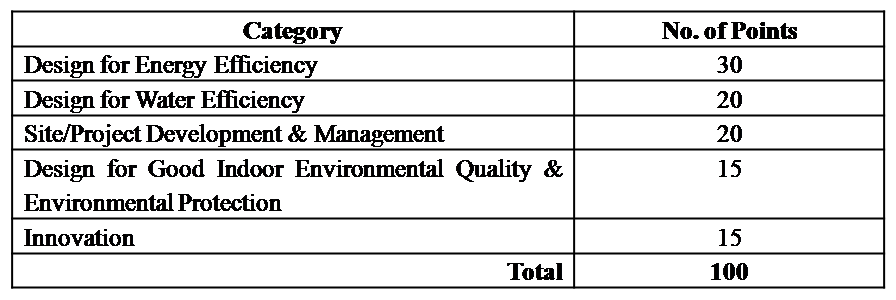 Category No. of Points
Design for Energy Efficiency 30
Design for Water Efficiency 20
Site/Project Development & Management 20
Design for Good Indoor Environmental Quality & 15
Environmental Protection
Innovation 15
Total 100